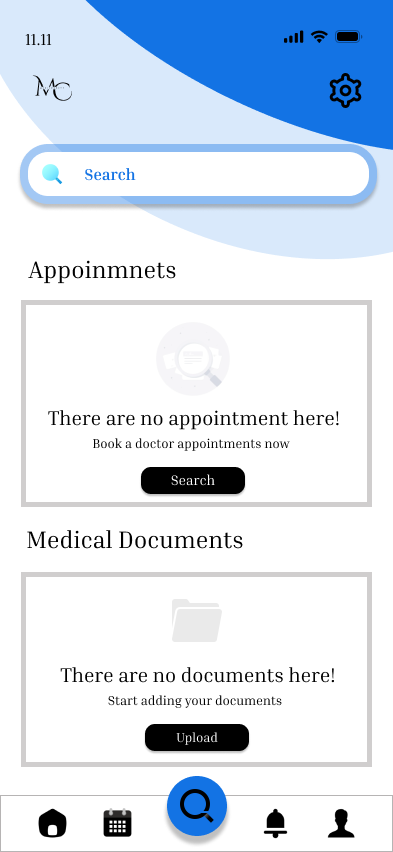 11.11
MC
Search
Appoinmnets
There are no appointment here!
Book a doctor appointments now
Search
Medical Documents
There are no documents here!
Start adding your documents
Upload